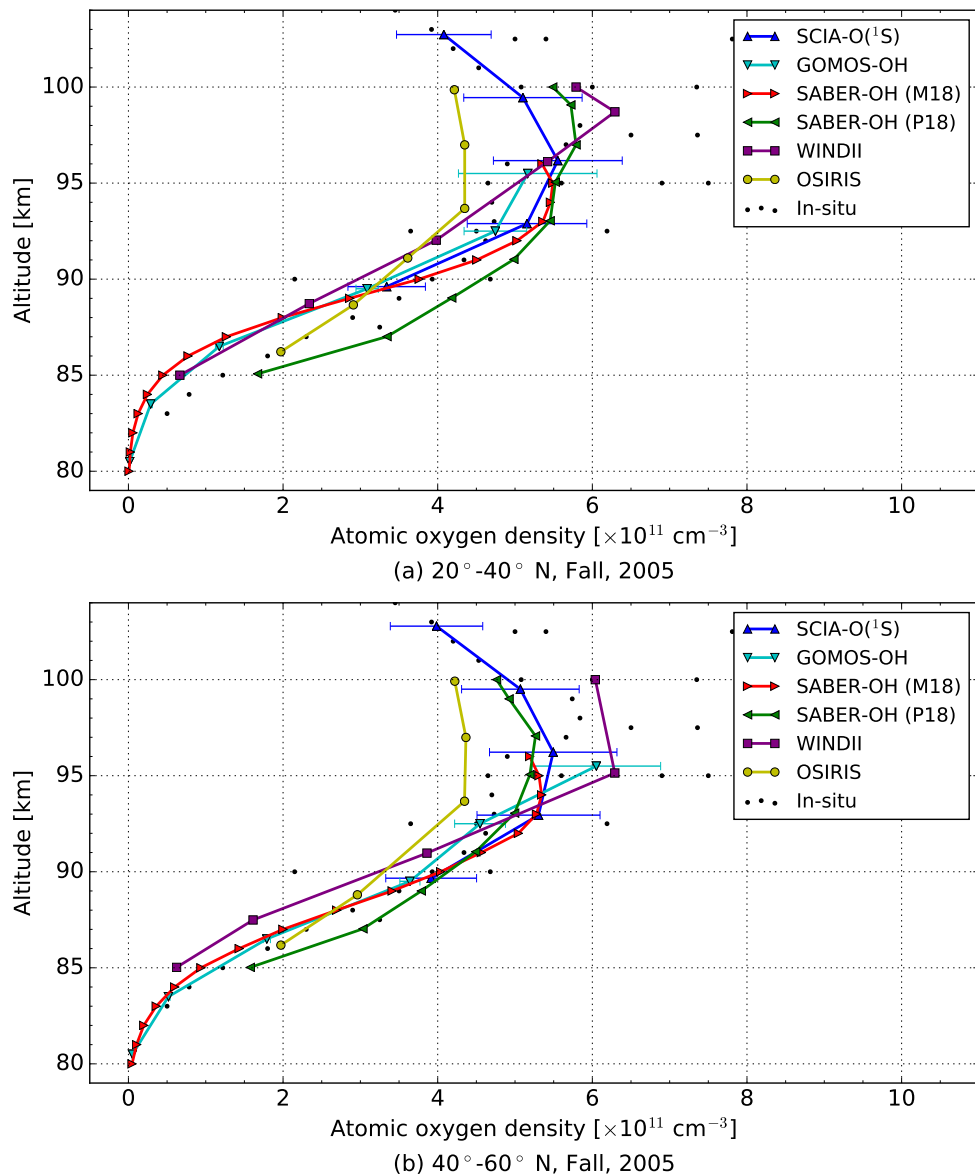 SCIA-O(¹S)
GOMOS-OH
SABER-OH (M18)
SABER-OH (P18)
WINDII
OSIRIS
In-situ
100
95
90
85
80
Altitude [km]
0 2 4 6 8 10
Atomic oxygen density [×10¹¹ cm⁻³]
(a) 20°-40° N, Fall, 2005
SCIA-O(¹S)
GOMOS-OH
SABER-OH (M18)
SABER-OH (P18)
WINDII
OSIRIS
In-situ
100
95
90
85
80
Altitude [km]
0 2 4 6 8 10
Atomic oxygen density [×10¹¹ cm⁻³]
(b) 40°-60° N, Fall, 2005